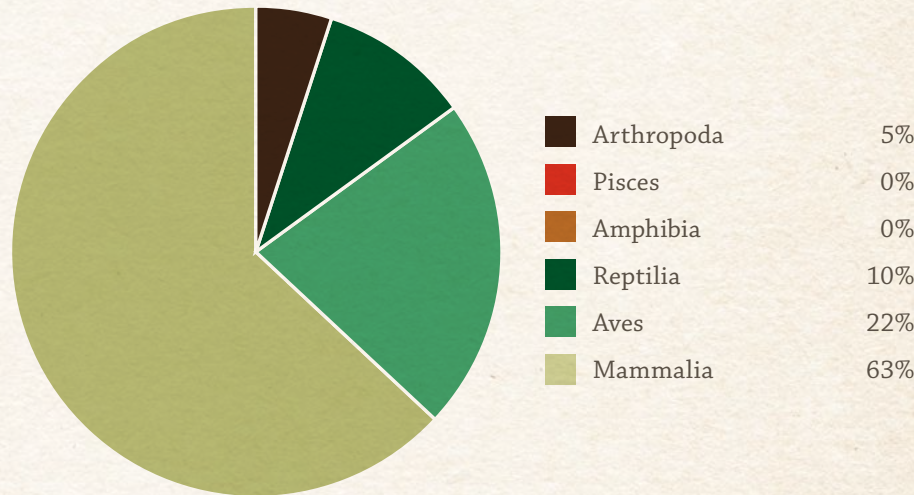 Arthropoda 5%
Pisces 0%
Amphibia 0%
Reptilia 10%
Aves 22%
Mammalia 63%